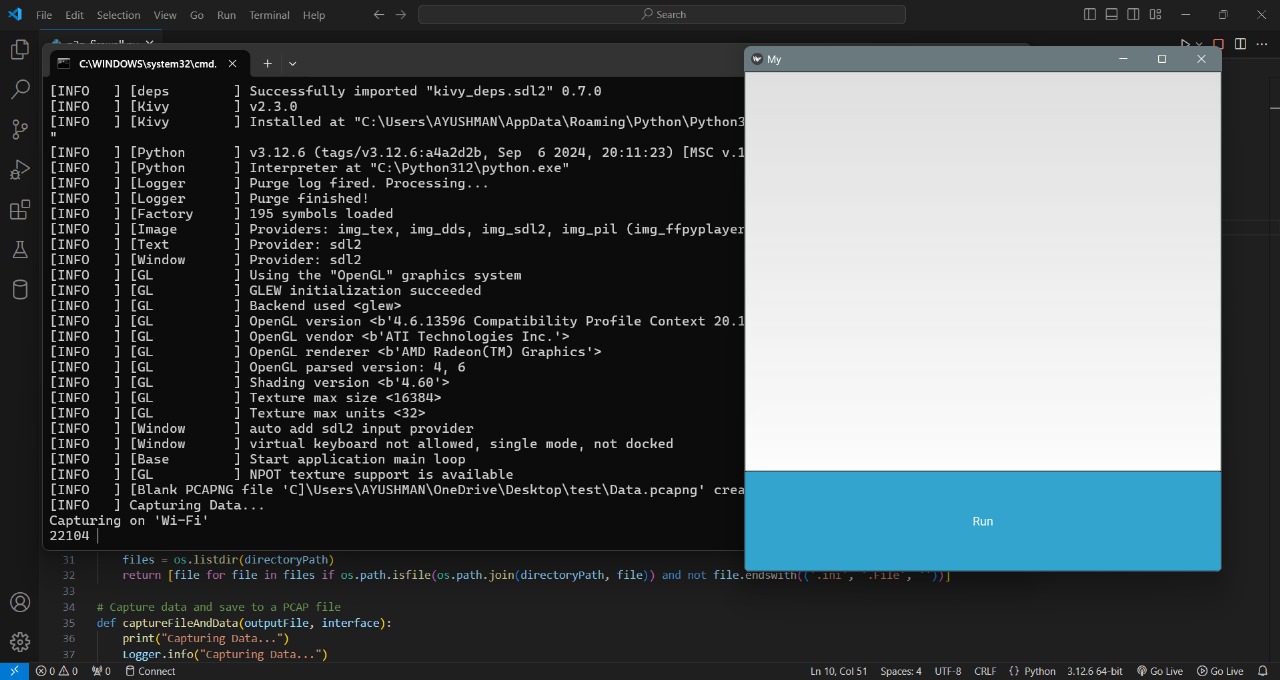 File Edit Selection View Go Run Terminal Help
Search
C:\WINDOWS\system32\cmd.
My
[INFO   ] [deps        ] Successfully imported "kivy_deps.sdl2" 0.7.0
[INFO   ] [Kivy        ] v2.3.0
[INFO   ] [Kivy        ] Installed at "C:\Users\AYUSHMAN\AppData\Roaming\Python\Python3
"
[INFO   ] [Python      ] v3.12.6 (tags/v3.12.6:a4a2d2b, Sep  6 2024, 20:11:23) [MSC v.1
[INFO   ] [Python      ] Interpreter at "C:\Python312\python.exe"
[INFO   ] [Logger      ] Purge log fired. Processing...
[INFO   ] [Logger      ] Purge finished!
[INFO   ] [Factory     ] 195 symbols loaded
[INFO   ] [Image       ] Providers: img_tex, img_dds, img_sdl2, img_pil (img_ffpyplayer
[INFO   ] [Text        ] Provider: sdl2
[INFO   ] [Window      ] Provider: sdl2
[INFO   ] [GL          ] Using the "OpenGL" graphics system
[INFO   ] [GL          ] GLEW initialization succeeded
[INFO   ] [GL          ] Backend used <glew>
[INFO   ] [GL          ] OpenGL version <b'4.6.13596 Compatibility Profile Context 20.1
[INFO   ] [GL          ] OpenGL vendor <b'ATI Technologies Inc.'>
[INFO   ] [GL          ] OpenGL renderer <b'AMD Radeon(TM) Graphics'>
[INFO   ] [GL          ] OpenGL parsed version: 4, 6
[INFO   ] [GL          ] Shading version <b'4.60'>
[INFO   ] [GL          ] Texture max size <16384>
[INFO   ] [GL          ] Texture max units <32>
[INFO   ] [Window      ] auto add sdl2 input provider
[INFO   ] [Window      ] virtual keyboard not allowed, single mode, not docked
[INFO   ] [Base        ] Start application main loop
[INFO   ] [GL          ] NPOT texture support is available
[INFO   ] [Blank PCAPNG file 'C]\Users\AYUSHMAN\OneDrive\Desktop\test\Data.pcapng' crea
[INFO   ] Capturing Data...
Capturing on 'Wi-Fi'
22104
Run
31 files = os.listdir(directoryPath)
32 return [file for file in files if os.path.isfile(os.path.join(directoryPath, file)) and not file.endswith(('.ini', '.File', ''))]
33
34 # Capture data and save to a PCAP file
35 def captureFileAndData(outputFile, interface):
36 print("Capturing Data...")
37 Logger.info("Capturing Data...")
0 0 0 Connect Ln 10, Col 51 Spaces: 4 UTF-8 CRLF {} Python 3.12.6 64-bit Go Live Go Live